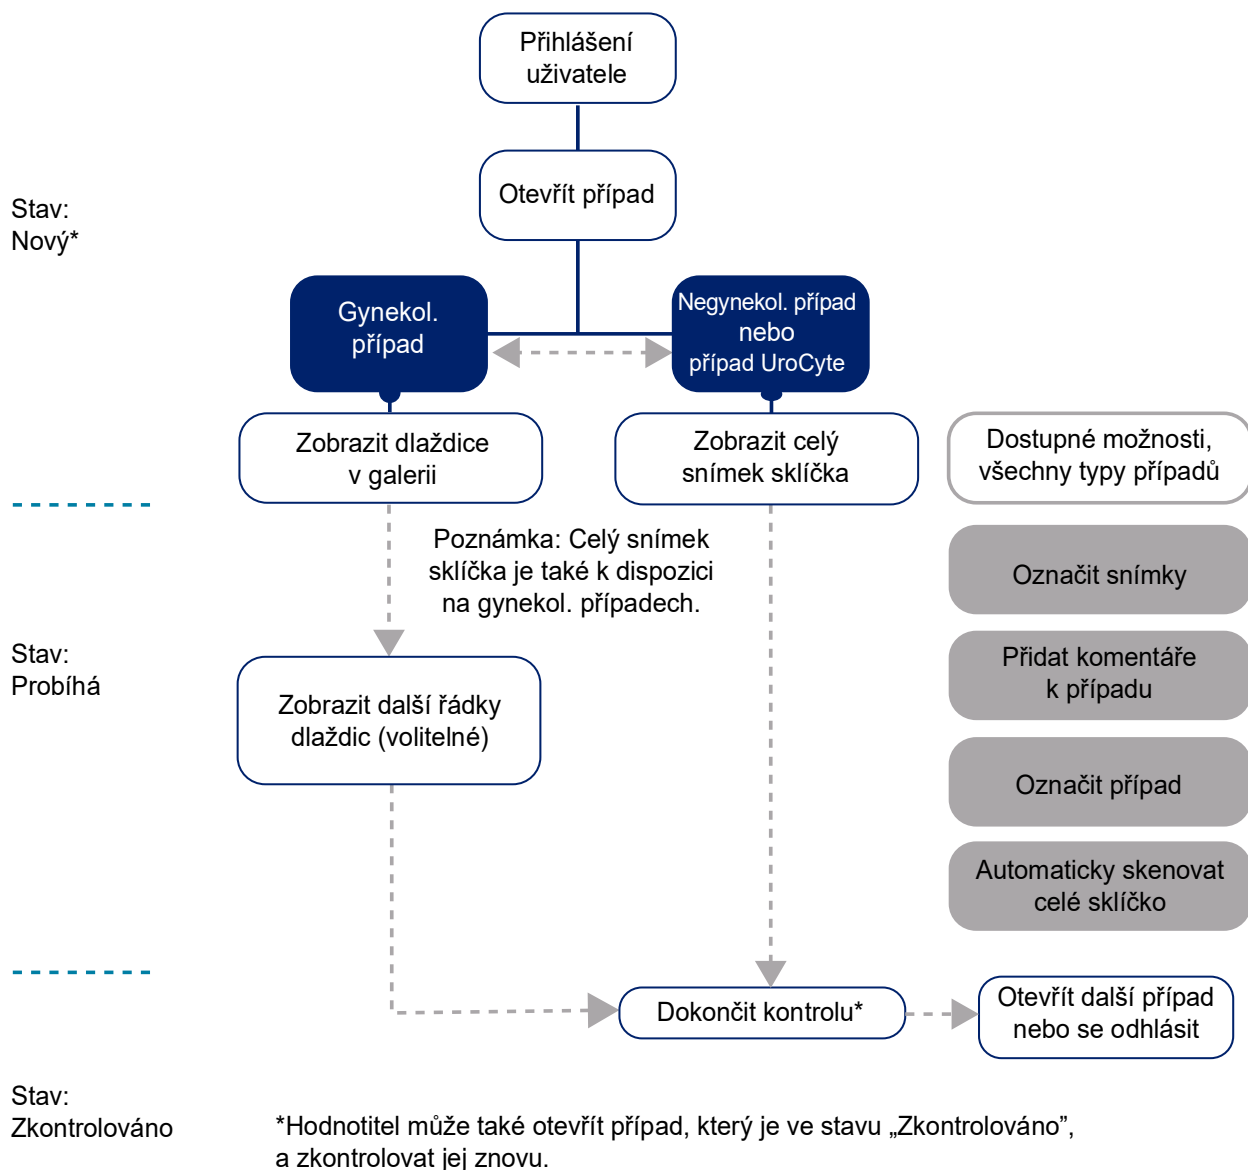 Přihlášení
uživatele
Otevřít případ
Stav:
Nový*
Gynekol.
případ
Negynekol. případ
nebo
případ UroCyte
Zobrazit dlaždice
v galerii
Zobrazit celý
snímek sklíčka
Dostupné možnosti,
všechny typy případů
Poznámka: Celý snímek
sklíčka je také k dispozici
na gynekol. případech.
Označit snímky
Stav:
Probíhá
Přidat komentáře
k případu
Zobrazit další řádky
dlaždic (volitelné)
Označit případ
Automaticky skenovat
celé sklíčko
Dokončit kontrolu*
Otevřít další případ
nebo se odhlásit
Stav:
Zkontrolováno
*Hodnotitel může také otevřít případ, který je ve stavu „Zkontrolováno”,
a zkontrolovat jej znovu.